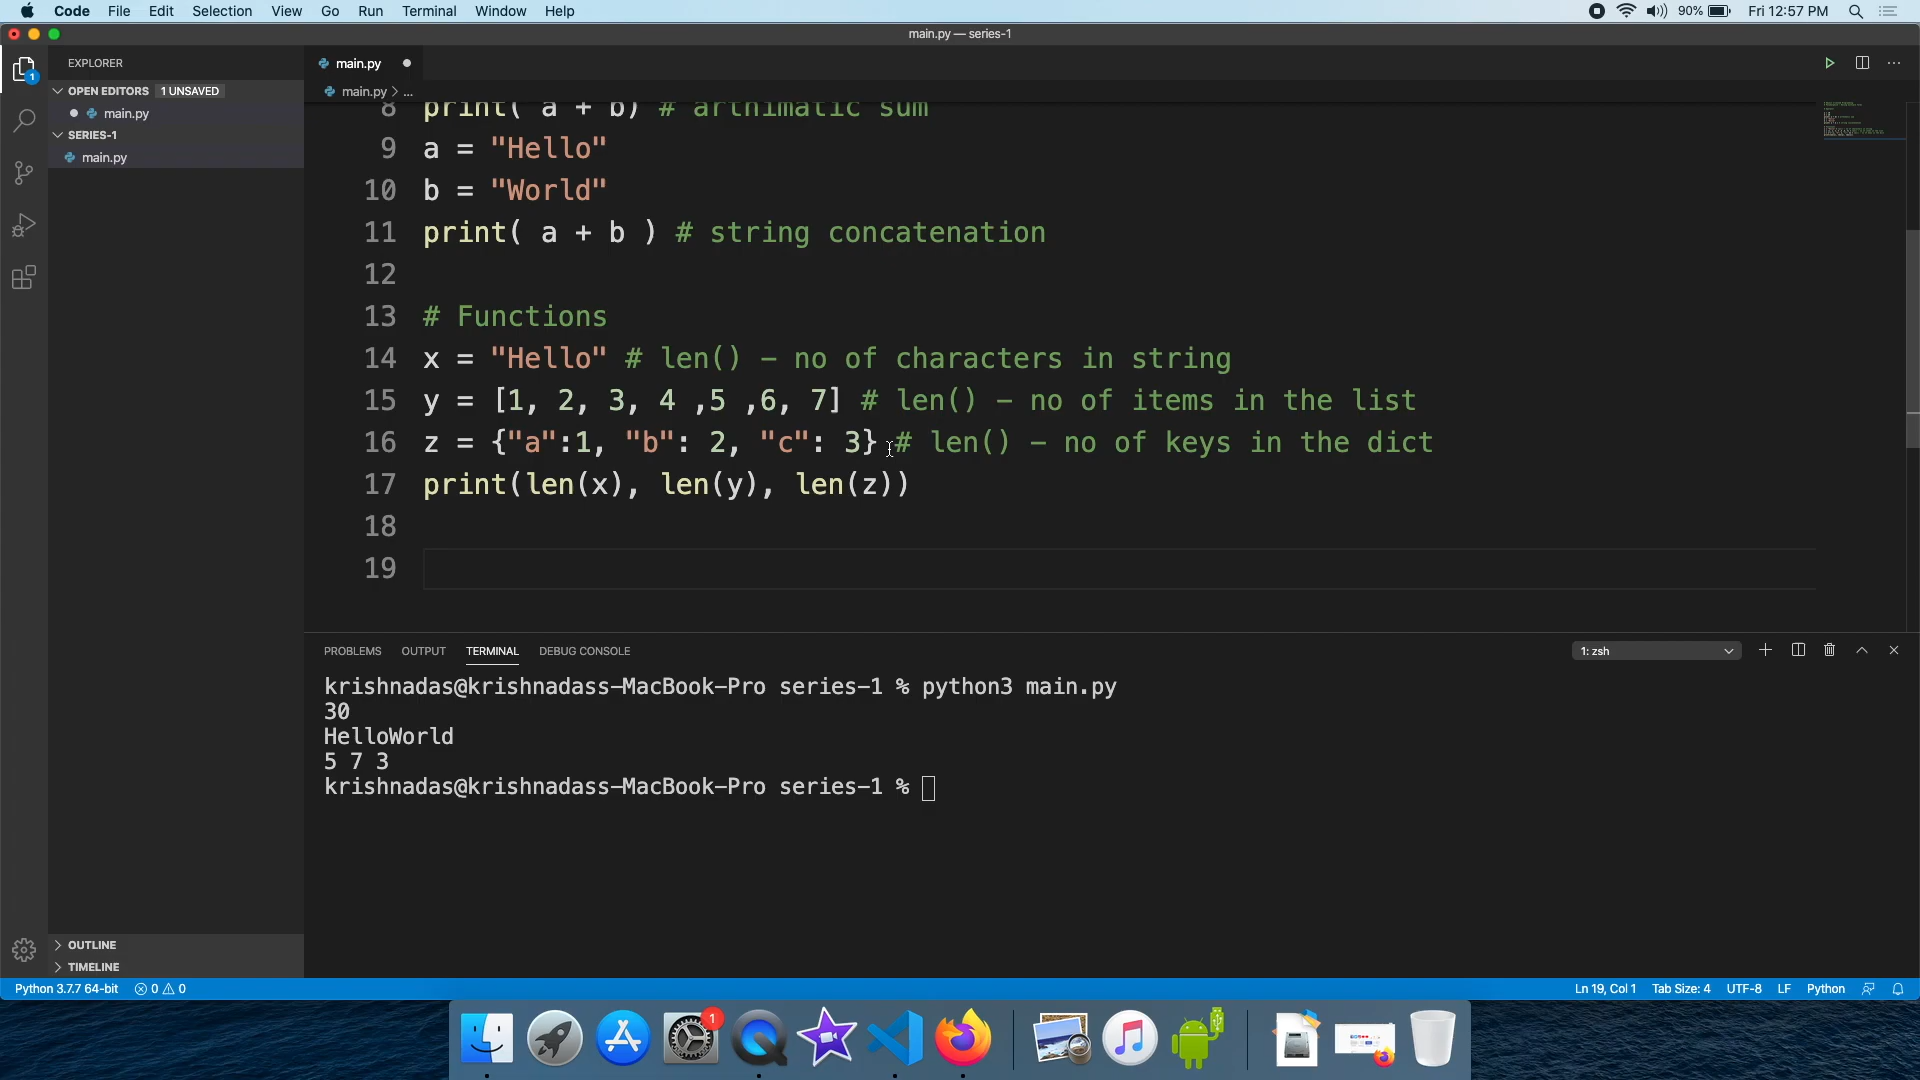 Code File Edit Selection View Go Run Terminal Window Help 90% Fri 12:57 PM
main.py — series-1
EXPLORER
main.py
OPEN EDITORS 1 UNSAVED
main.py > ...
main.py
SERIES-1
main.py
8 print( a + b) # arthimatic sum
9 a = "Hello"
10 b = "World"
11 print( a + b ) # string concatenation
12
13 # Functions
14 x = "Hello" # len() - no of characters in string
15 y = [1, 2, 3, 4 ,5 ,6, 7] # len() - no of items in the list
16 z = {"a":1, "b": 2, "c": 3} # len() - no of keys in the dict
17 print(len(x), len(y), len(z))
18
19
PROBLEMS OUTPUT TERMINAL DEBUG CONSOLE 1: zsh
krishnadas@krishnadass-MacBook-Pro series-1 % python3 main.py
30
HelloWorld
5 7 3
krishnadas@krishnadass-MacBook-Pro series-1 %
OUTLINE
TIMELINE
Python 3.7.7 64-bit 0 0 Ln 19, Col 1 Tab Size: 4 UTF-8 LF Python
1
1